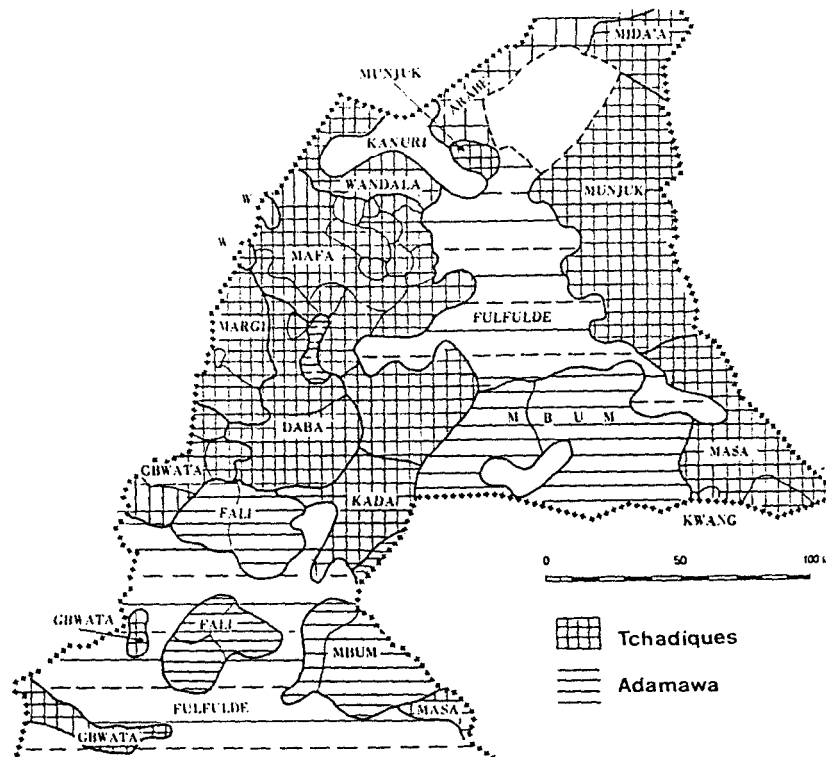 MIDA'A
MUNJUK
ARABE
KANURI
WANDALA
MUNJUK
W
W
MAFA
MARGI
FULFULDE
M B U M
DABA
MASA
GBWATA
KADAI
FALI
KWANG
0 50 100
GBWATA
FALI
MBUM
Tchadiques
Adamawa
FULFULDE
MASA
GBWATA